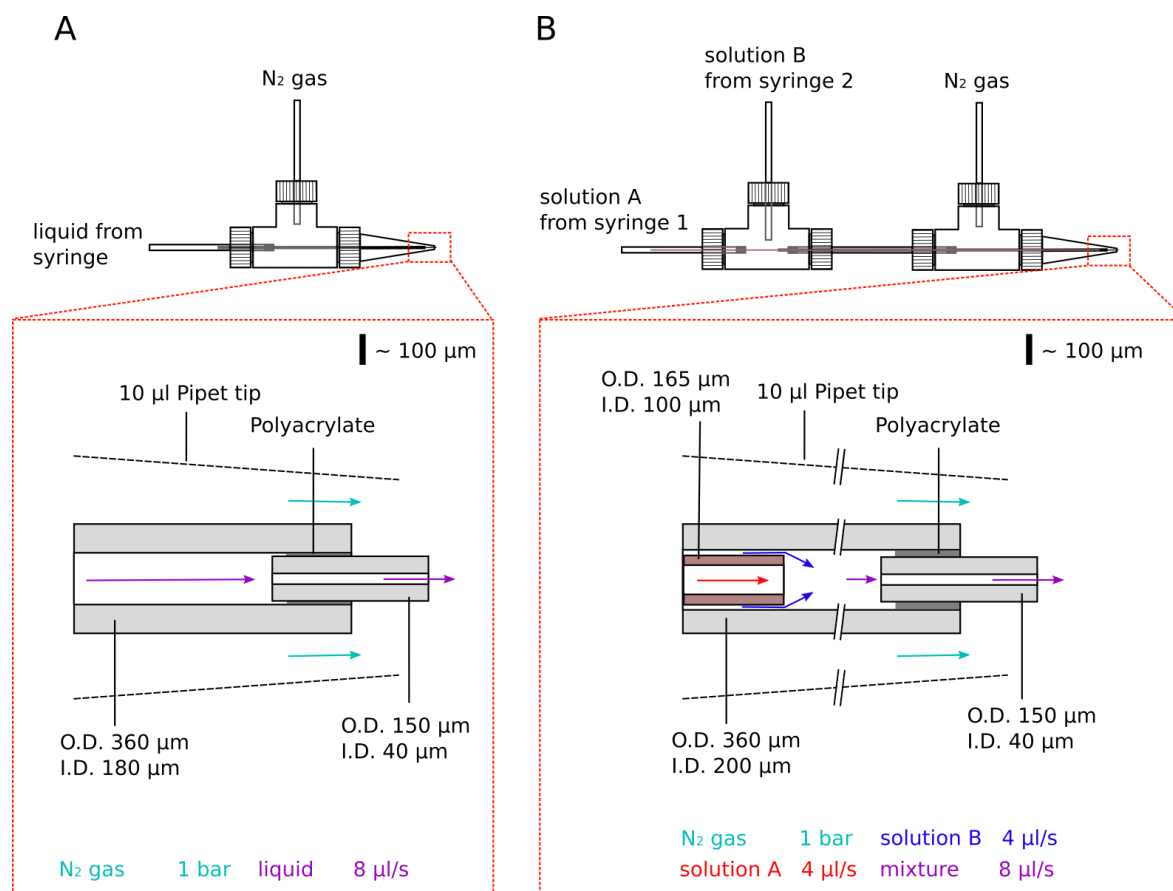 A
N₂ gas
liquid from
syringe
~ 100 µm
10 µl Pipet tip
Polyacrylate
O.D. 360 µm
I.D. 180 µm
O.D. 150 µm
I.D. 40 µm
N₂ gas 1 bar liquid 8 µl/s
B
solution B
from syringe 2
N₂ gas
solution A
from syringe 1
~ 100 µm
O.D. 165 µm
I.D. 100 µm
10 µl Pipet tip
Polyacrylate
O.D. 360 µm
I.D. 200 µm
O.D. 150 µm
I.D. 40 µm
N₂ gas 1 bar solution B 4 µl/s
solution A 4 µl/s mixture 8 µl/s